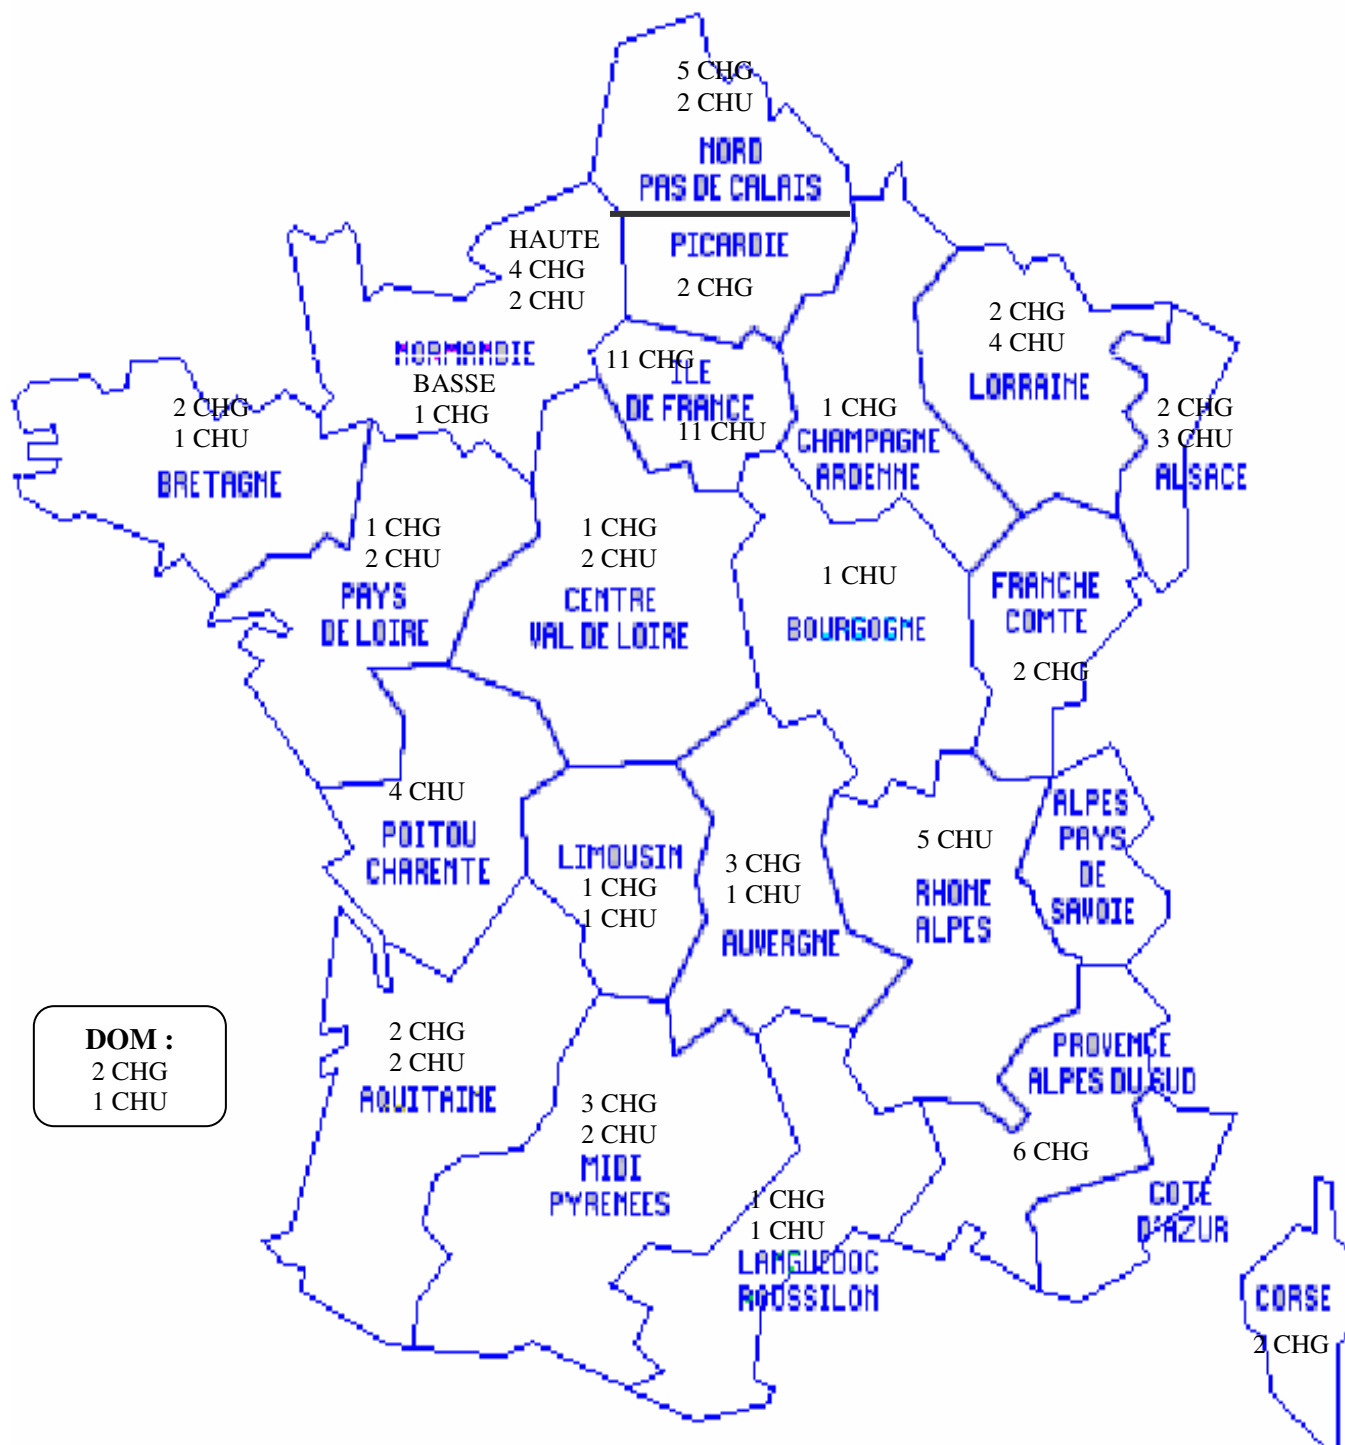 5 CHG
2 CHU
NORD
PAS DE CALAIS
HAUTE
4 CHG
2 CHU
PICARDIE
2 CHG
NORMANDIE
BASSE
1 CHG
11 CHG
ILE
DE FRANCE
11 CHU
2 CHG
4 CHU
LORRAINE
1 CHG
CHAMPAGNE
ARDENNE
2 CHG
3 CHU
ALSACE
2 CHG
1 CHU
BRETAGNE
1 CHG
2 CHU
PAYS
DE LOIRE
1 CHG
2 CHU
CENTRE
VAL DE LOIRE
1 CHU
BOURGOGNE
FRANCHE
COMTE
2 CHG
4 CHU
POITOU
CHARENTE
LIMOUSIN
1 CHG
1 CHU
3 CHG
1 CHU
AUVERGNE
5 CHU
RHONE
ALPES
ALPES
PAYS
DE
SAVOIE
DOM :
2 CHG
1 CHU
2 CHG
2 CHU
AQUITAINE
3 CHG
2 CHU
MIDI
PYRENEES
1 CHG
1 CHU
LANGUEDOC
ROUSSILON
PROVENCE
ALPES DU SUD
6 CHG
COTE
D'AZUR
CORSE
2 CHG